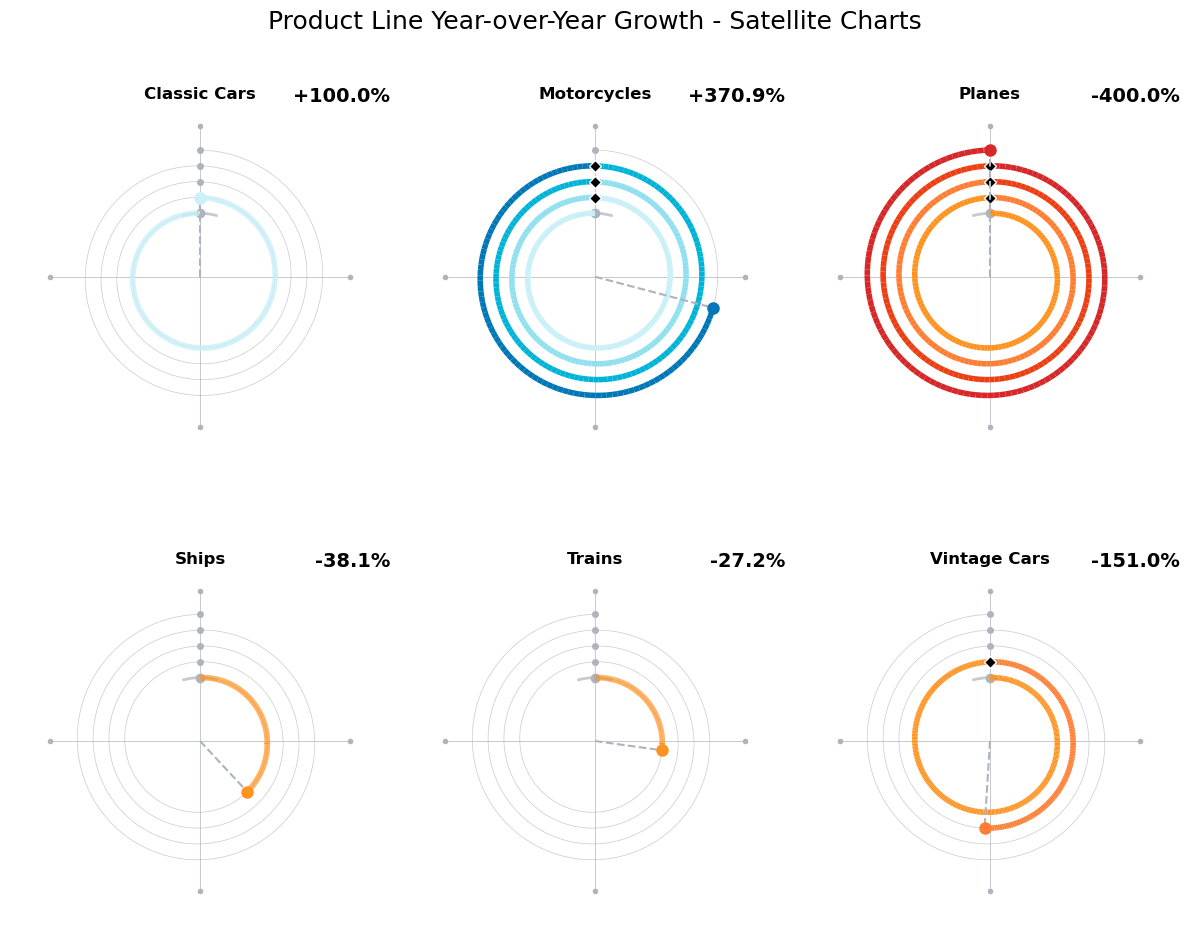 Product Line Year-over-Year Growth - Satellite Charts
Classic Cars +100.0%
Motorcycles +370.9%
Planes -400.0%
Ships -38.1%
Trains -27.2%
Vintage Cars -151.0%